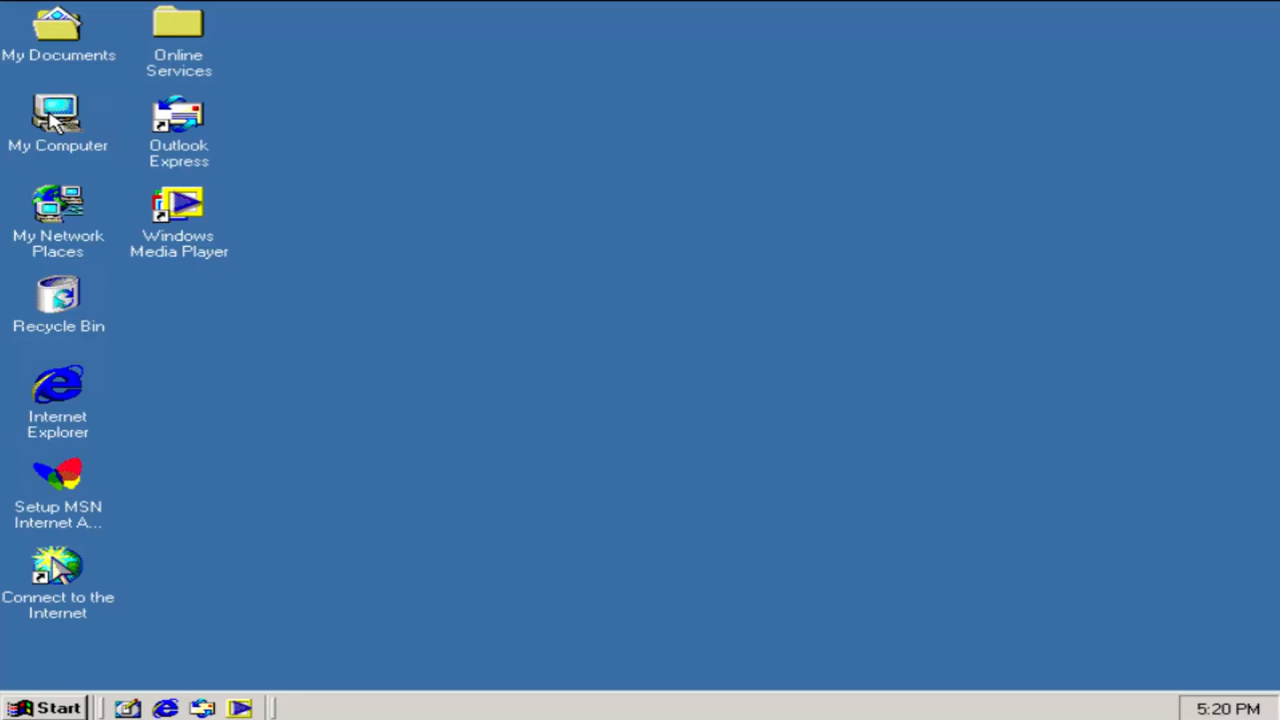 My Documents
Online
Services
My Computer
Outlook
Express
My Network
Places
Windows
Media Player
Recycle Bin
Internet
Explorer
Setup MSN
Internet A...
Connect to the
Internet
Start
5:20 PM